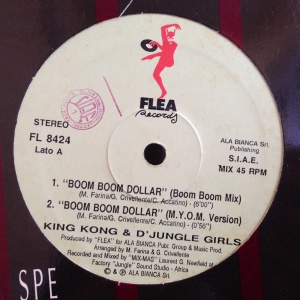 FLEA
records
STEREO
FL 8424
Lato A
ALA BIANCA Srl.
Publishing
S.I.A.E.
MIX 45 RPM
1. "BOOM BOOM DOLLAR" (Boom Boom Mix)
(M. Farina/G. Crivellente/C. Accatino) - (6'00")
2. "BOOM BOOM DOLLAR" (M.Y.O.M. Version)
(M. Farina/G. Crivellente/C. Accatino) - (0'56")
KING KONG & D'JUNGLE GIRLS
Produced by "FLEA" for ALA BIANCA Publ. Group & Music Prod.
Arranged by M. Farina & G. Crivellente
Recorded and Mixed by "MIX-MAS" Laurent G. Newfield at
Factory "Jungle" Sound Studio - Africa
© & ℗ ALA BIANCA Srl.
SPE